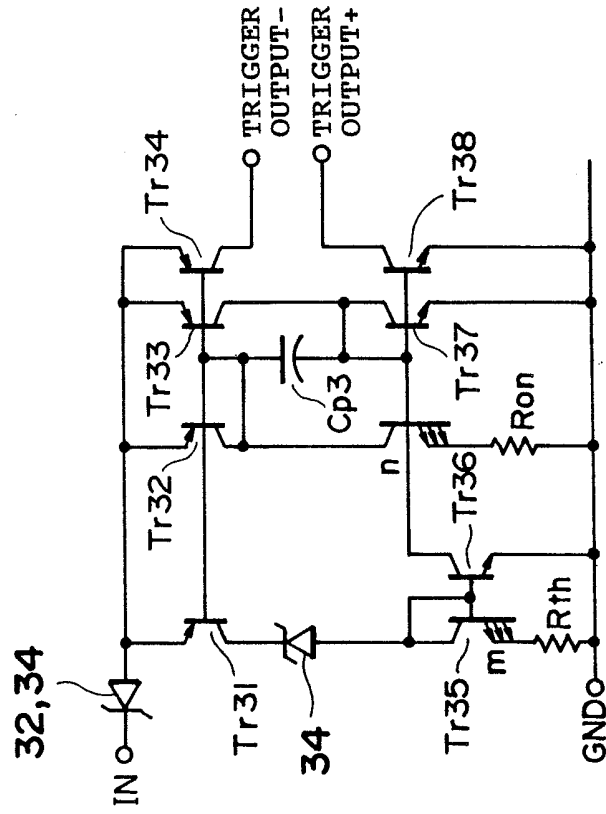 32,34
IN
Tr31
34
Tr35
m
Rth
GND
Tr32
Tr33
Tr34
Cp3
n
Tr36
Ron
Tr37
Tr38
TRIGGER
OUTPUT-
TRIGGER
OUTPUT+